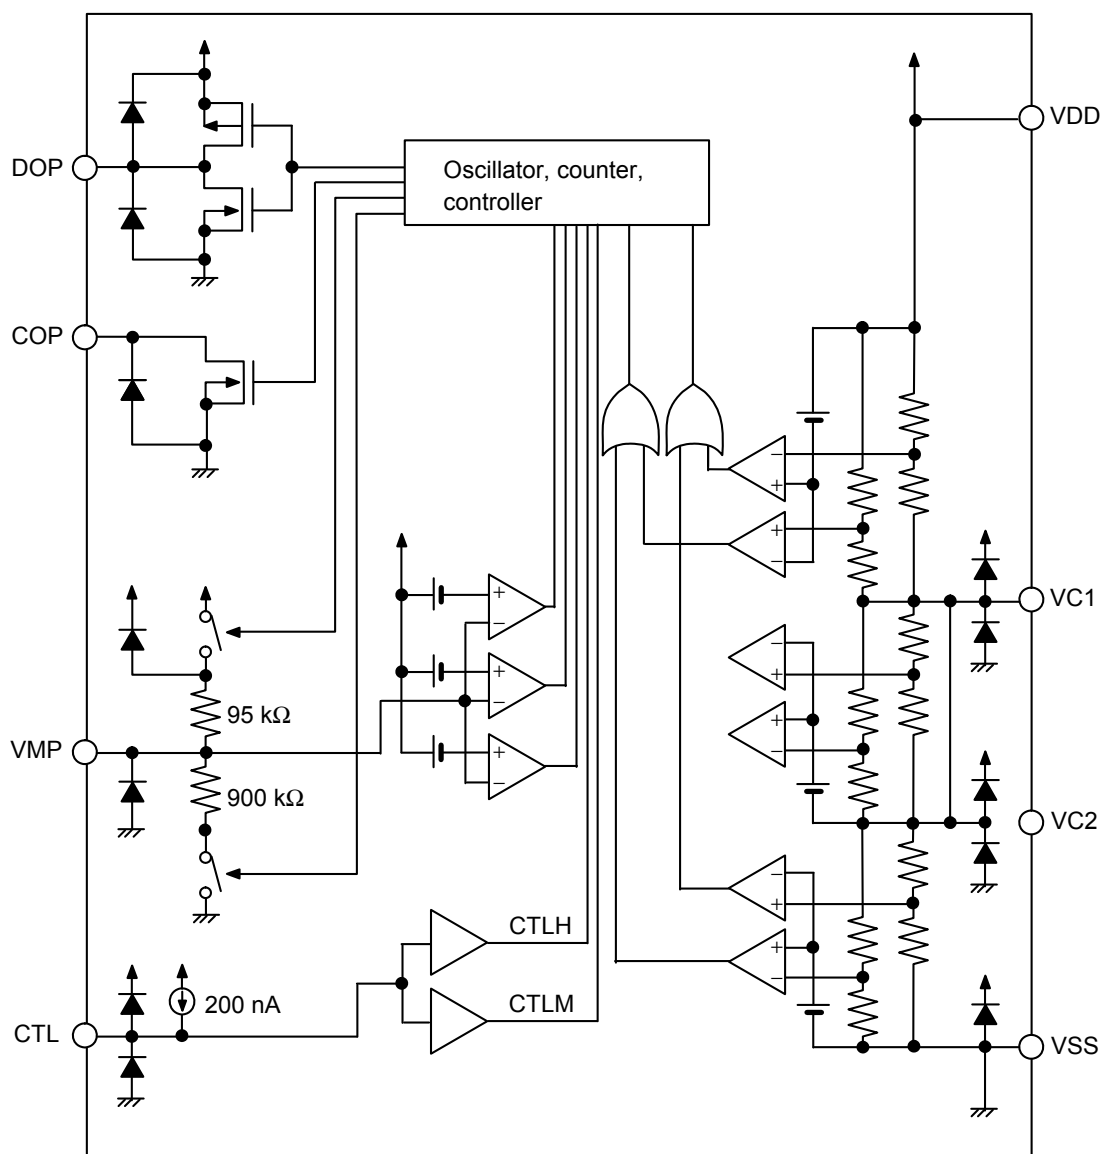 VDD
DOP
Oscillator, counter,
controller
COP
−
+
+
−
VC1
+
−
−
+
+
−
95 kΩ
+
−
VMP
+
−
900 kΩ
VC2
−
+
CTLH
+
−
200 nA
CTLM
CTL
VSS